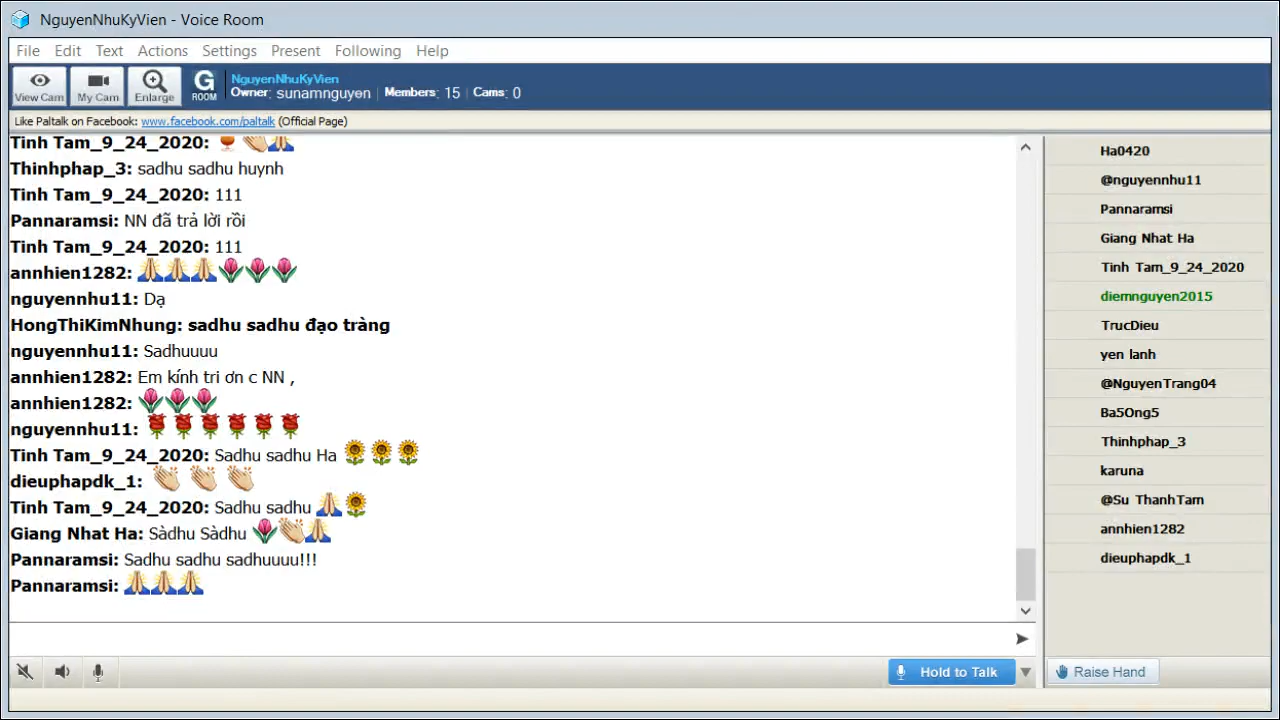 NguyenNhuKyVien - Voice Room
File Edit Text Actions Settings Present Following Help
View Cam My Cam Enlarge G ROOM
NguyenNhuKyVien
Owner: sunamnguyen Members: 15 Cams: 0
Like Paltalk on Facebook: www.facebook.com/paltalk (Official Page)
Tinh Tam_9_24_2020: 🍷👏🙏
Thinhphap_3: sadhu sadhu huynh
Tinh Tam_9_24_2020: 111
Pannaramsi: NN đã trả lời rồi
Tinh Tam_9_24_2020: 111
annhien1282: 🙏🙏🙏🌷🌷🌷
nguyennhu11: Dạ
HongThiKimNhung: sadhu sadhu đạo tràng
nguyennhu11: Sadhuuuu
annhien1282: Em kính tri ơn c NN ,
annhien1282: 🌷🌷🌷
nguyennhu11: 🌹🌹🌹🌹🌹🌹
Tinh Tam_9_24_2020: Sadhu sadhu Ha 🌻🌻🌻
dieuphapdk_1: 👏 👏 👏
Tinh Tam_9_24_2020: Sadhu sadhu 🙏🌻
Giang Nhat Ha: Sàdhu Sàdhu 🌷👏🙏
Pannaramsi: Sadhu sadhu sadhuuuu!!!
Pannaramsi: 🙏🙏🙏
Hold to Talk
Ha0420
@nguyennhu11
Pannaramsi
Giang Nhat Ha
Tinh Tam_9_24_2020
diemnguyen2015
TrucDieu
yen lanh
@NguyenTrang04
Ba5Ong5
Thinhphap_3
karuna
@Su ThanhTam
annhien1282
dieuphapdk_1
Raise Hand